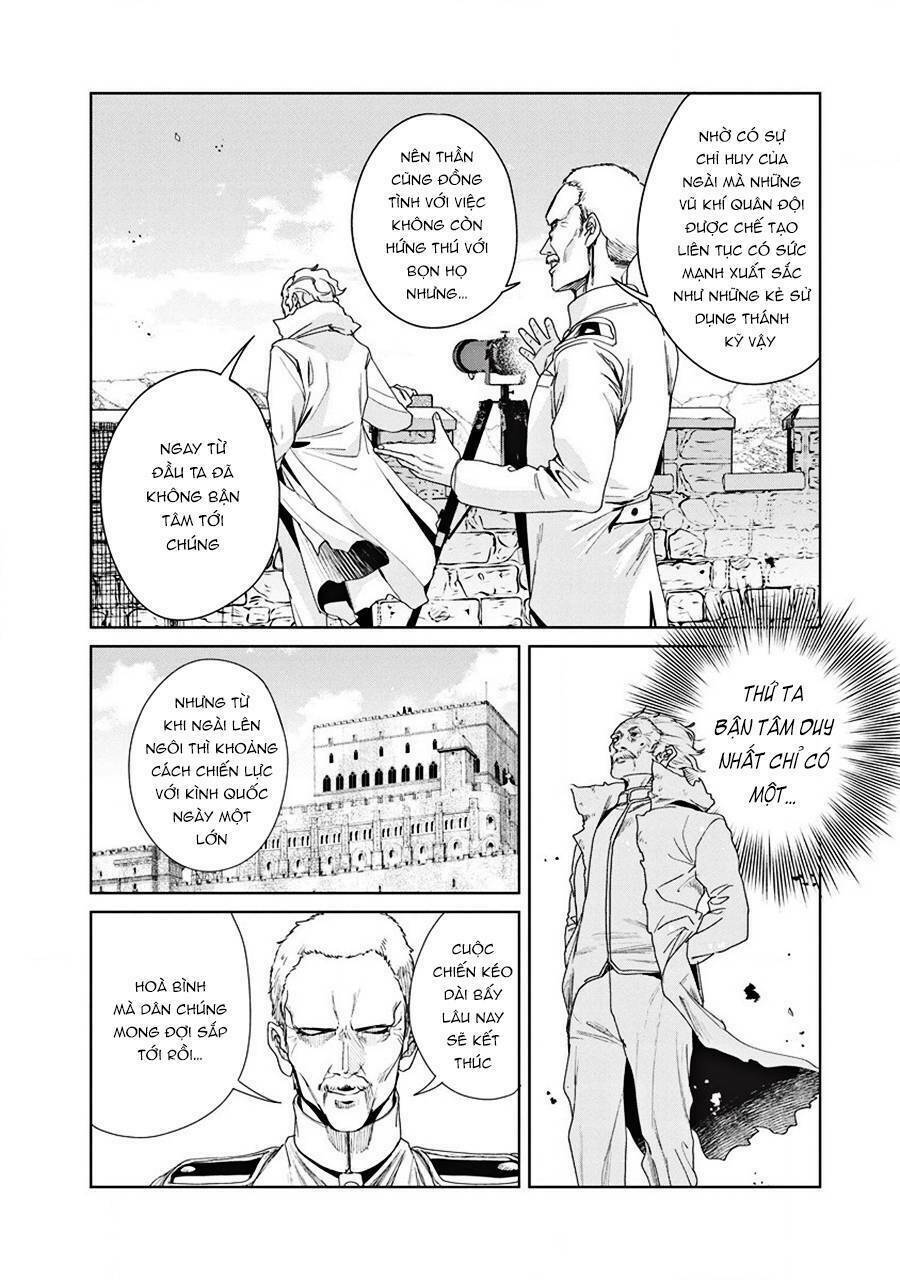 NHỜ CÓ SỰ
CHỈ HUY CỦA
NGÀI MÀ NHỮNG
VŨ KHÍ QUÂN ĐỘI
ĐƯỢC CHẾ TẠO
LIÊN TỤC CÓ SỨC
MẠNH XUẤT SẮC
NHƯ NHỮNG KẺ SỬ
DỤNG THÁNH
KỸ VẬY
NÊN THẦN
CŨNG ĐỒNG
TÌNH VỚI VIỆC
KHÔNG CÒN
HỨNG THÚ VỚI
BỌN HỌ
NHƯNG...
NGAY TỪ
ĐẦU TA ĐÃ
KHÔNG BẬN
TÂM TỚI
CHÚNG
THỨ TA
BẬN TÂM DUY
NHẤT CHỈ CÓ
MỘT...
NHƯNG TỪ
KHI NGÀI LÊN
NGÔI THÌ KHOẢNG
CÁCH CHIẾN LỰC
VỚI KÌNH QUỐC
NGÀY MỘT
LỚN
CUỘC
CHIẾN KÉO
DÀI BẤY
LÂU NAY
SẼ KẾT
THÚC
HOÀ BÌNH
MÀ DÂN CHÚNG
MONG ĐỢI SẮP
TỚI RỒI...